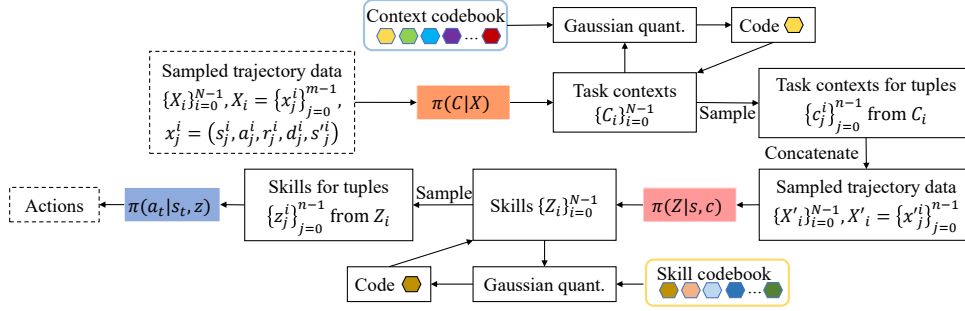 Context codebook
...
Gaussian quant.
Code
Sampled trajectory data
{X_i}_{i=0}^{N-1}, X_i = {x_j^i}_{j=0}^{m-1},
x_j^i = (s_j^i, a_j^i, r_j^i, d_j^i, s'_j^i)
π(C|X)
Task contexts
{C_i}_{i=0}^{N-1}
Sample
Task contexts for tuples
{c_j^i}_{j=0}^{n-1} from C_i
Concatenate
Sampled trajectory data
{X'_i}_{i=0}^{N-1}, X'_i = {x'_j^i}_{j=0}^{n-1}
π(Z|s, c)
Skills {Z_i}_{i=0}^{N-1}
Sample
Skills for tuples
{z_j^i}_{j=0}^{n-1} from Z_i
π(a_t|s_t, z)
Actions
Code
Gaussian quant.
Skill codebook
...